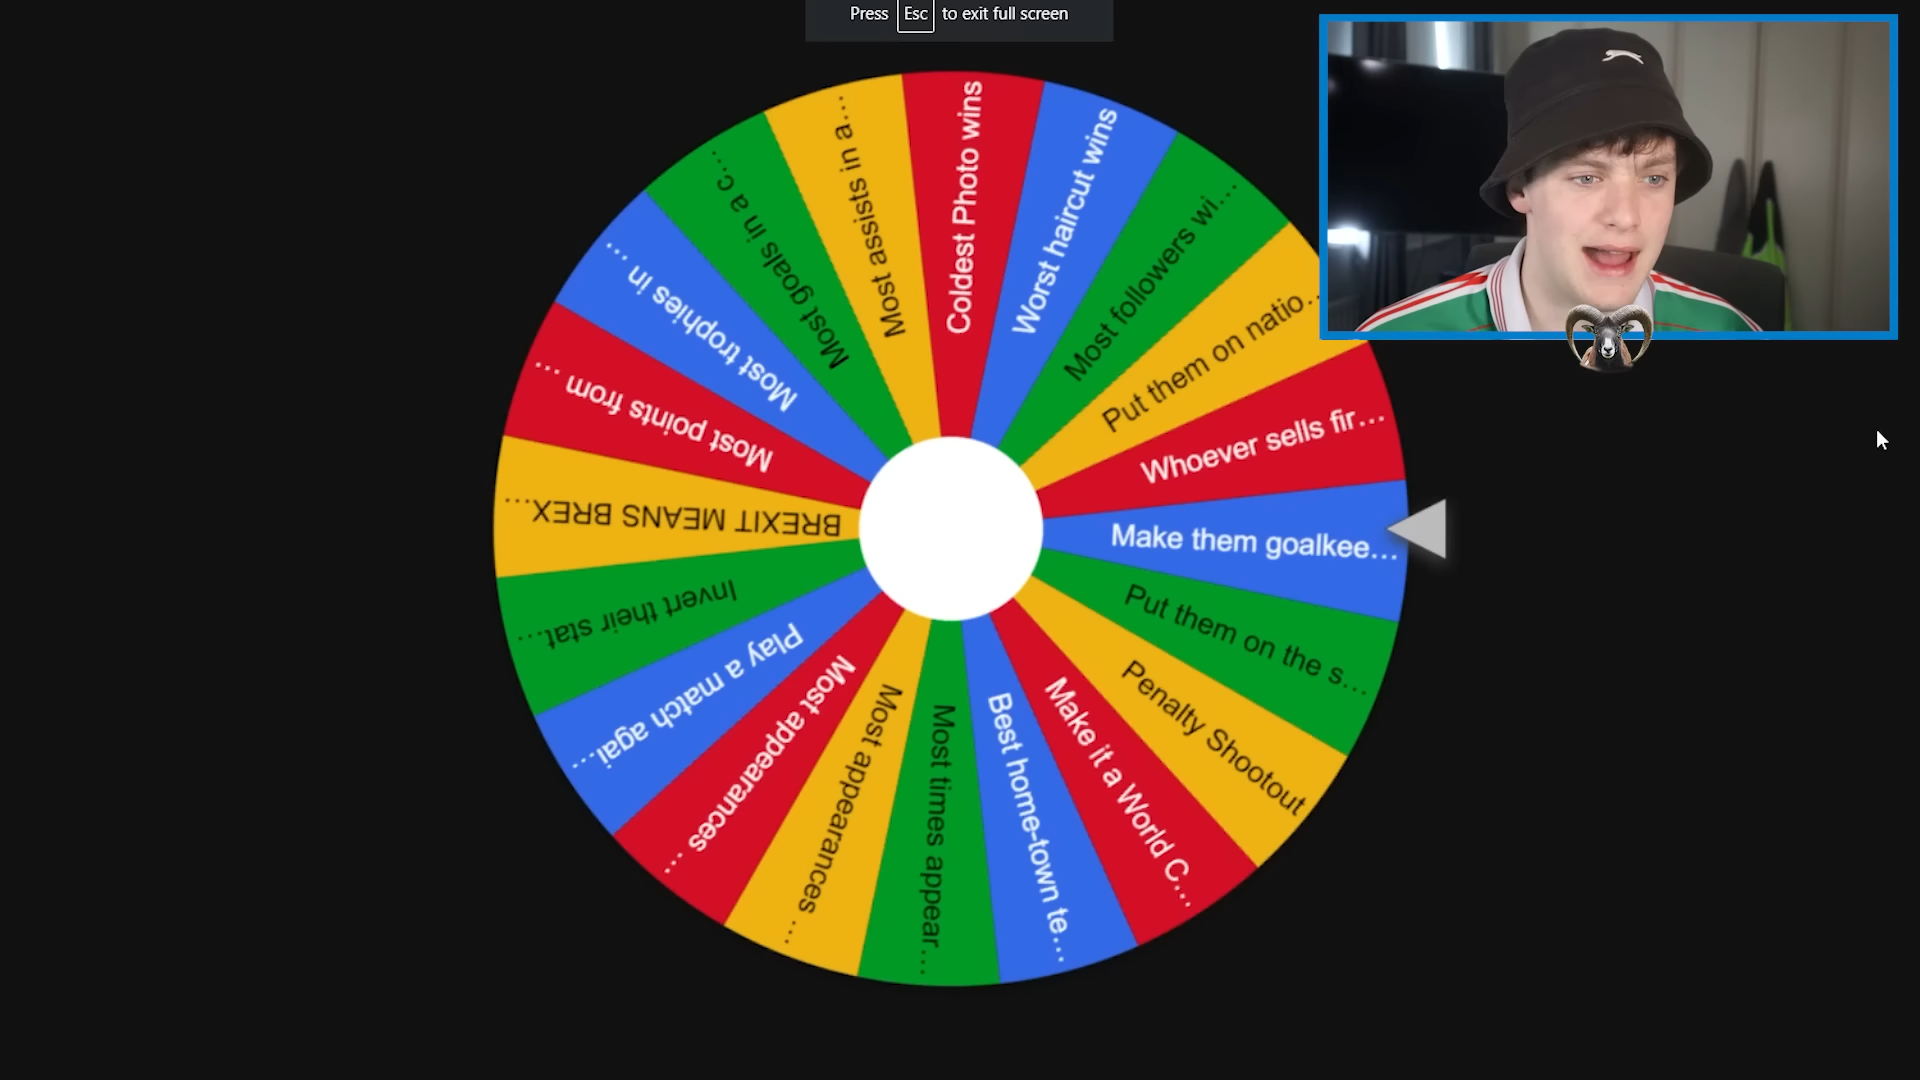 Press Esc to exit full screen
Coldest Photo wins
Worst haircut wins
Most followers wi...
Put them on natio...
Whoever sells fir...
Make them goalkee...
Put them on the s...
Penalty Shootout
Make it a World C...
Best home-town te...
Most times appear...
Most appearances ...
Most appearances ...
Play a match agai...
Invert their stat...
BREXIT MEANS BREX...
Most points from ...
Most trophies in ...
Most goals in a c...
Most assists in a...